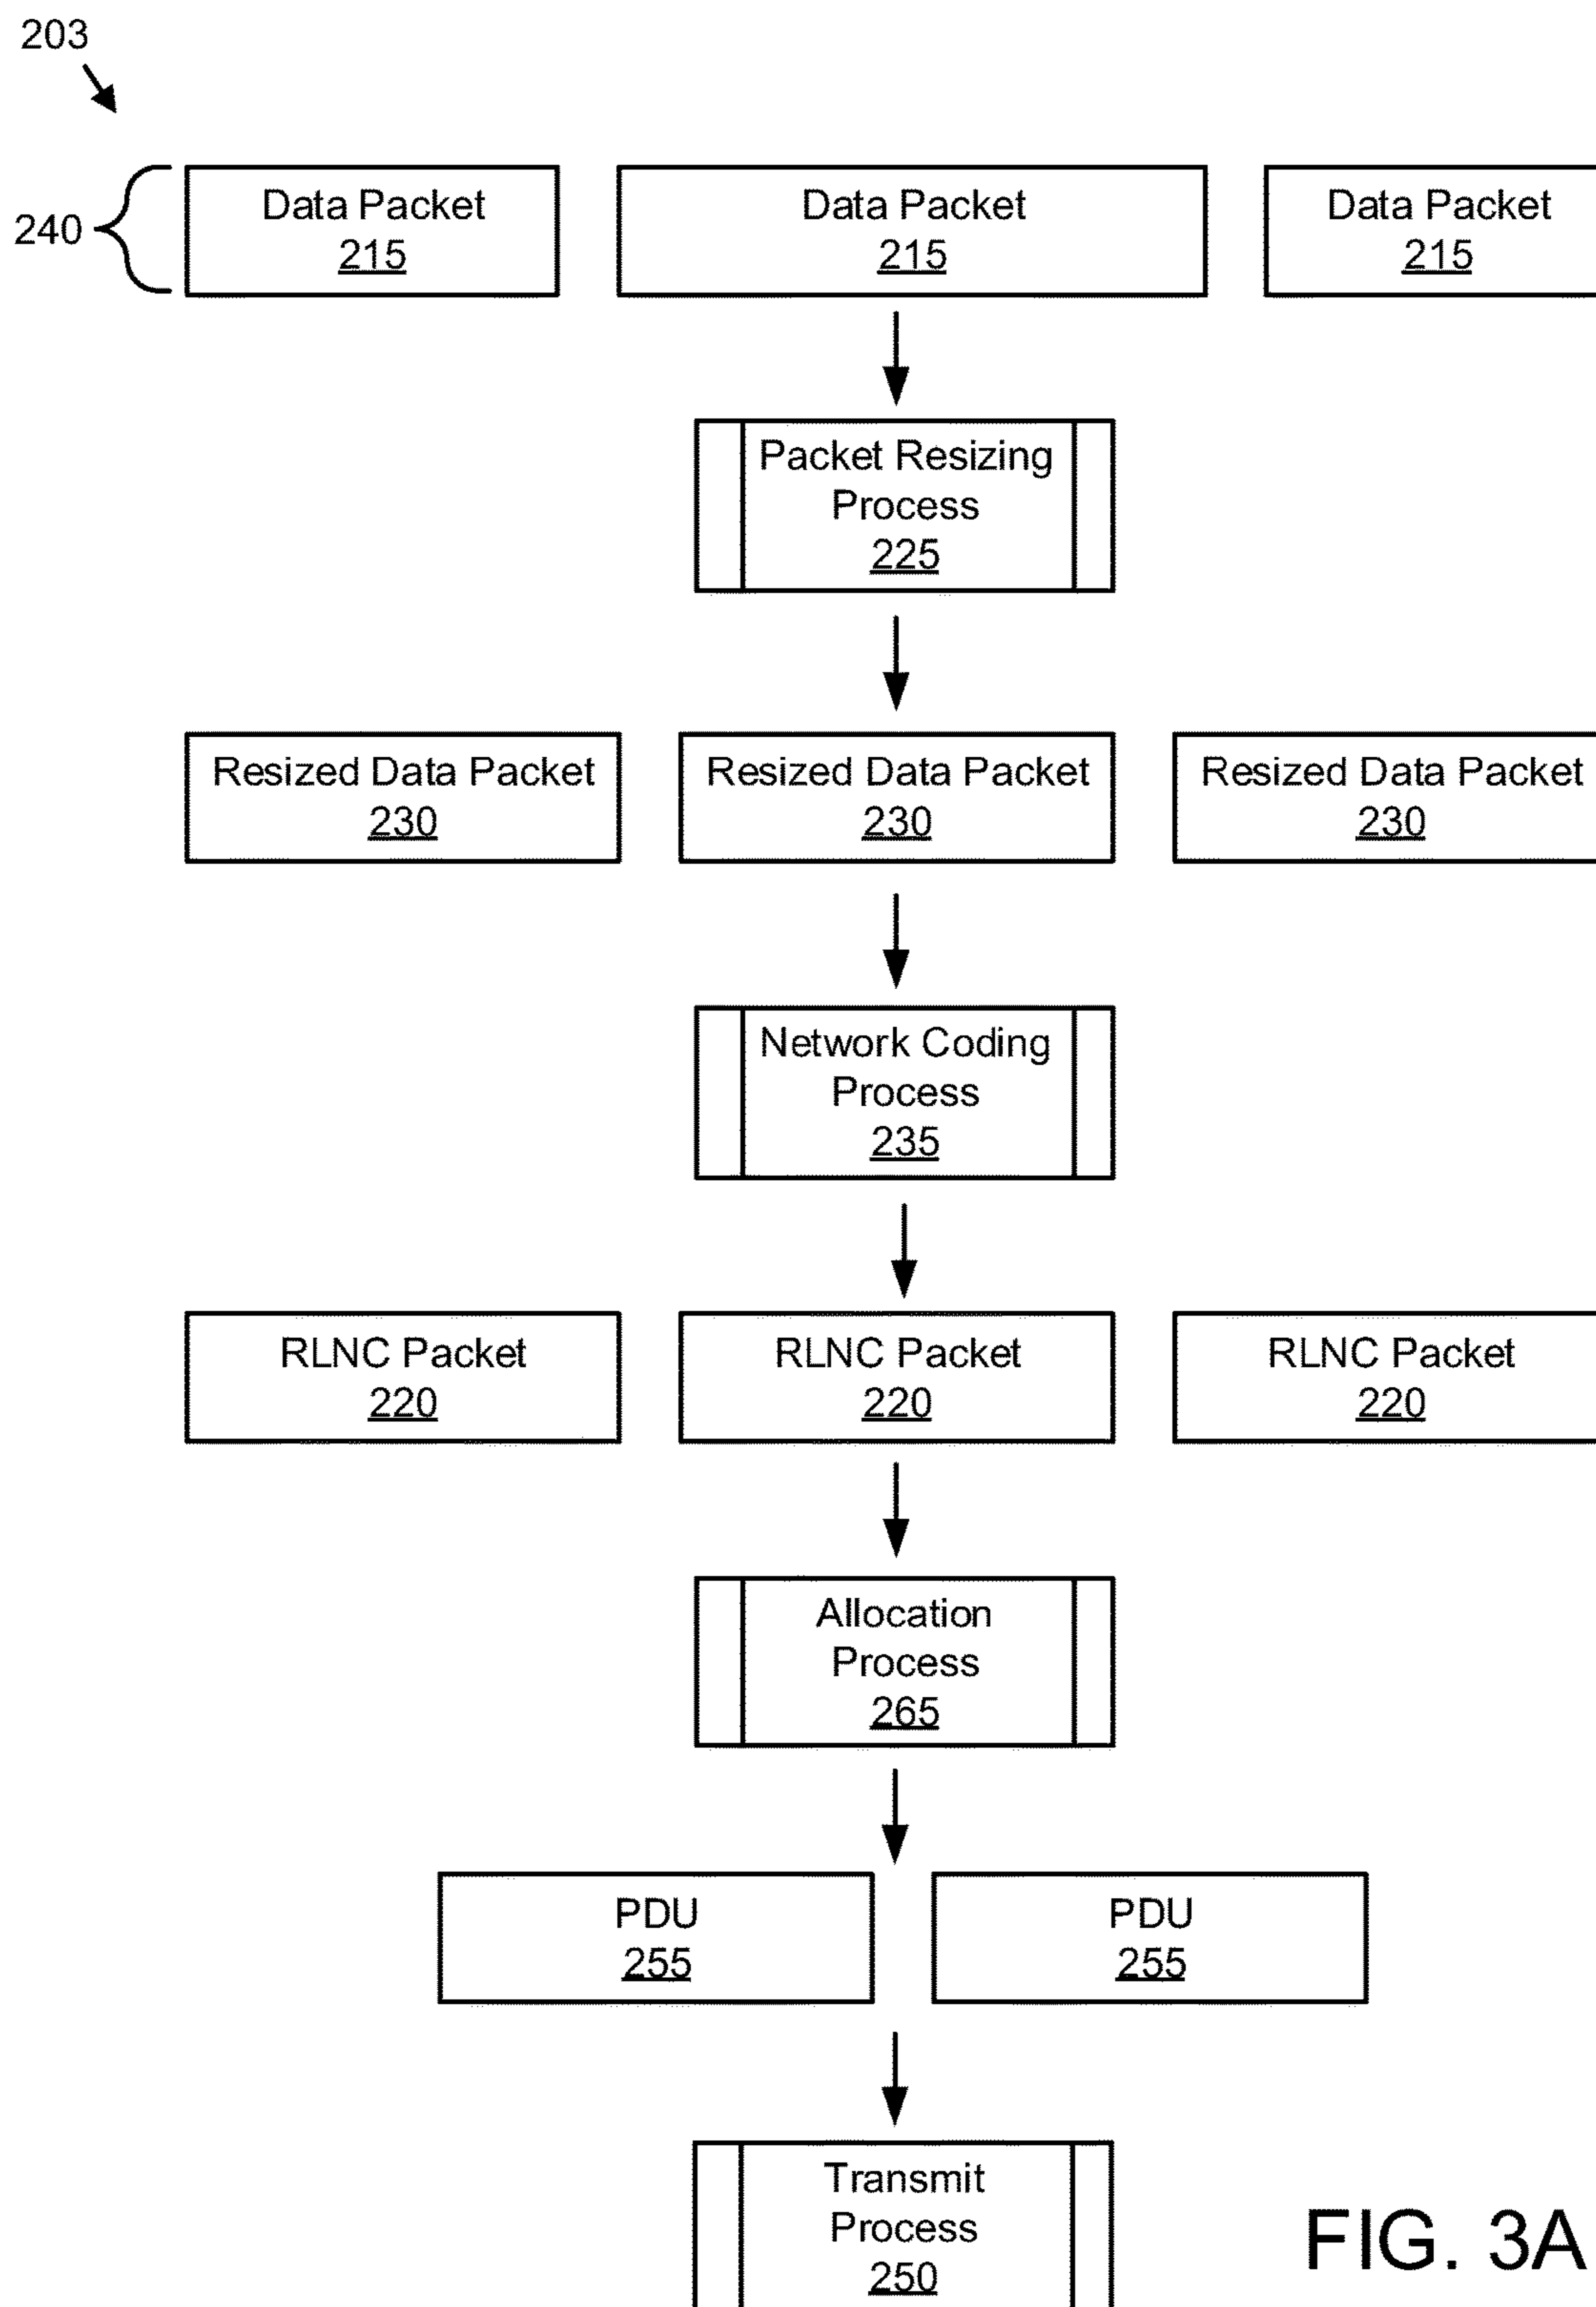 203
240
Data Packet Data Packet Data Packet
215 215 215
Packet Resizing
Process
225
Resized Data Packet Resized Data Packet Resized Data Packet
230 230 230
Network Coding
Process
235
RLNC Packet RLNC Packet RLNC Packet
220 220 220
Allocation
Process
265
PDU PDU
255 255
Transmit
Process
250
FIG. 3A